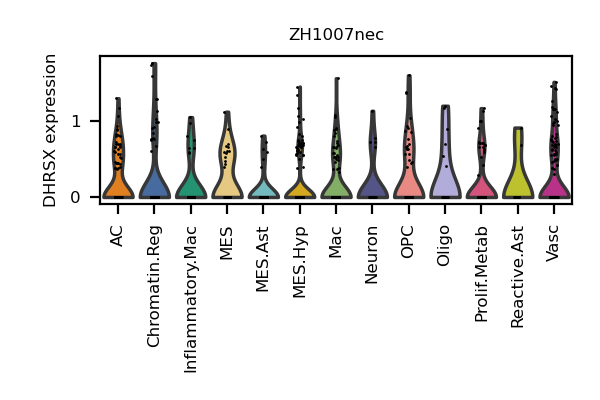 ZH1007nec
DHRSX expression
1
0
AC
Chromatin.Reg
Inflammatory.Mac
MES
MES.Ast
MES.Hyp
Mac
Neuron
OPC
Oligo
Prolif.Metab
Reactive.Ast
Vasc